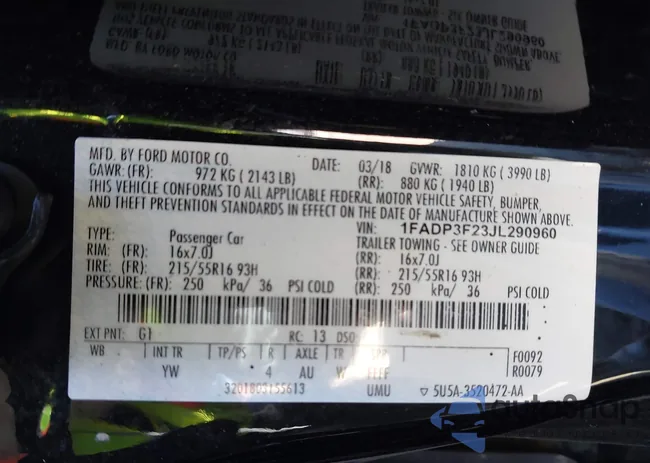 MFD. BY FORD MOTOR CO.
DATE: 03/18 GVWR: 1810 KG ( 3990 LB)
GAWR: (FR): 972 KG ( 2143 LB) (RR): 880 KG ( 1940 LB)
THIS VEHICLE CONFORMS TO ALL APPLICABLE FEDERAL MOTOR VEHICLE SAFETY, BUMPER,
AND THEFT PREVENTION STANDARDS IN EFFECT ON THE DATE OF MANUFACTURE SHOWN ABOVE.
VIN: 1FADP3F23JL290960
TYPE: Passenger Car TRAILER TOWING - SEE OWNER GUIDE
RIM: (FR): 16x7.0J (RR): 16x7.0J
TIRE: (FR): 215/55R16 93H (RR): 215/55R16 93H
PRESSURE: (FR): 250 kPa/ 36 PSI COLD (RR): 250 kPa/ 36 PSI COLD
EXT PNT: G1 RC: 13 DSO:
WB INT TR TP/PS R AXLE TR SPR F0092
YW 4 AU W FFFF R0079
UMU ▽ 5U5A-3520472-AA
autosnap